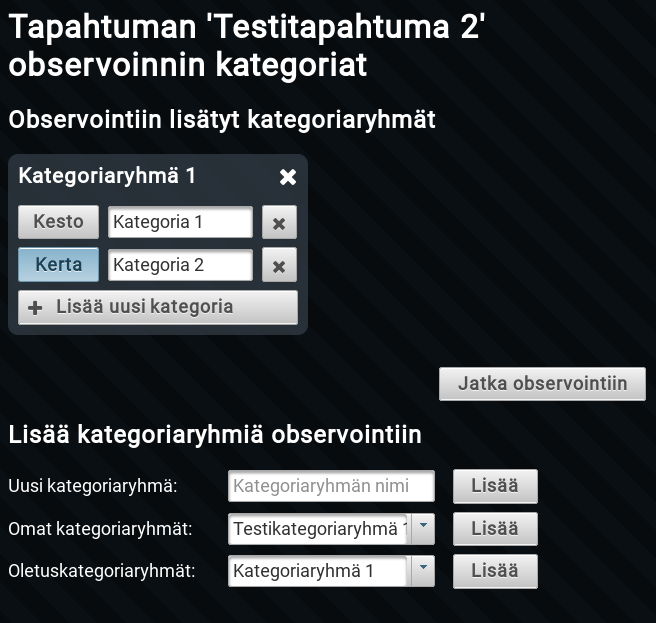 Tapahtuman 'Testitapahtuma 2'
observoinnin kategoriat
Observointiin lisätyt kategoriaryhmät
Kategoriaryhmä 1
Kesto Kategoria 1
Kerta Kategoria 2
+ Lisää uusi kategoria
Jatka observointiin
Lisää kategoriaryhmiä observointiin
Uusi kategoriaryhmä: Kategoriaryhmän nimi Lisää
Omat kategoriaryhmät: Testikategoriaryhmä 1 Lisää
Oletuskategoriaryhmät: Kategoriaryhmä 1 Lisää